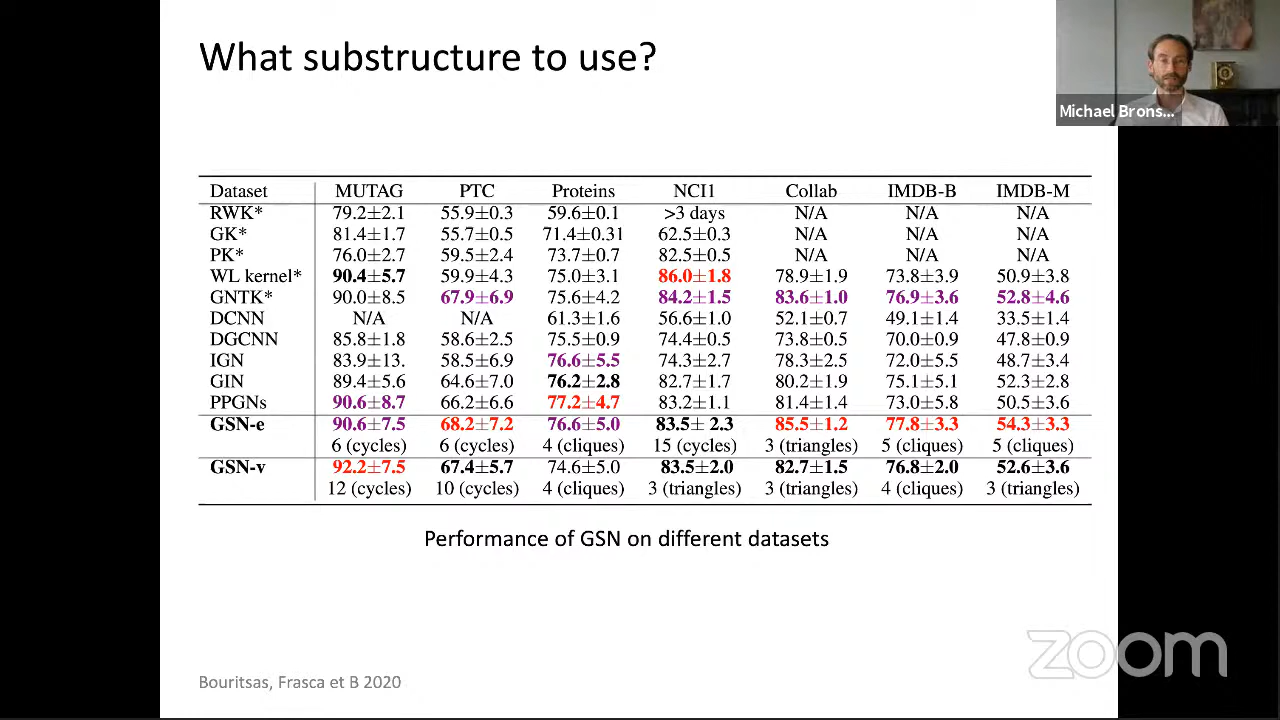 What substructure to use?
Michael Brons...
Dataset MUTAG PTC Proteins NCI1 Collab IMDB-B IMDB-M
RWK* 79.2±2.1 55.9±0.3 59.6±0.1 >3 days N/A N/A N/A
GK* 81.4±1.7 55.7±0.5 71.4±0.31 62.5±0.3 N/A N/A N/A
PK* 76.0±2.7 59.5±2.4 73.7±0.7 82.5±0.5 N/A N/A N/A
WL kernel* 90.4±5.7 59.9±4.3 75.0±3.1 86.0±1.8 78.9±1.9 73.8±3.9 50.9±3.8
GNTK* 90.0±8.5 67.9±6.9 75.6±4.2 84.2±1.5 83.6±1.0 76.9±3.6 52.8±4.6
DCNN N/A N/A 61.3±1.6 56.6±1.0 52.1±0.7 49.1±1.4 33.5±1.4
DGCNN 85.8±1.8 58.6±2.5 75.5±0.9 74.4±0.5 73.8±0.5 70.0±0.9 47.8±0.9
IGN 83.9±13. 58.5±6.9 76.6±5.5 74.3±2.7 78.3±2.5 72.0±5.5 48.7±3.4
GIN 89.4±5.6 64.6±7.0 76.2±2.8 82.7±1.7 80.2±1.9 75.1±5.1 52.3±2.8
PPGNs 90.6±8.7 66.2±6.6 77.2±4.7 83.2±1.1 81.4±1.4 73.0±5.8 50.5±3.6
GSN-e 90.6±7.5 68.2±7.2 76.6±5.0 83.5± 2.3 85.5±1.2 77.8±3.3 54.3±3.3
6 (cycles) 6 (cycles) 4 (cliques) 15 (cycles) 3 (triangles) 5 (cliques) 5 (cliques)
GSN-v 92.2±7.5 67.4±5.7 74.6±5.0 83.5±2.0 82.7±1.5 76.8±2.0 52.6±3.6
12 (cycles) 10 (cycles) 4 (cliques) 3 (triangles) 3 (triangles) 4 (cliques) 3 (triangles)
Performance of GSN on different datasets
zoom
Bouritsas, Frasca et B 2020